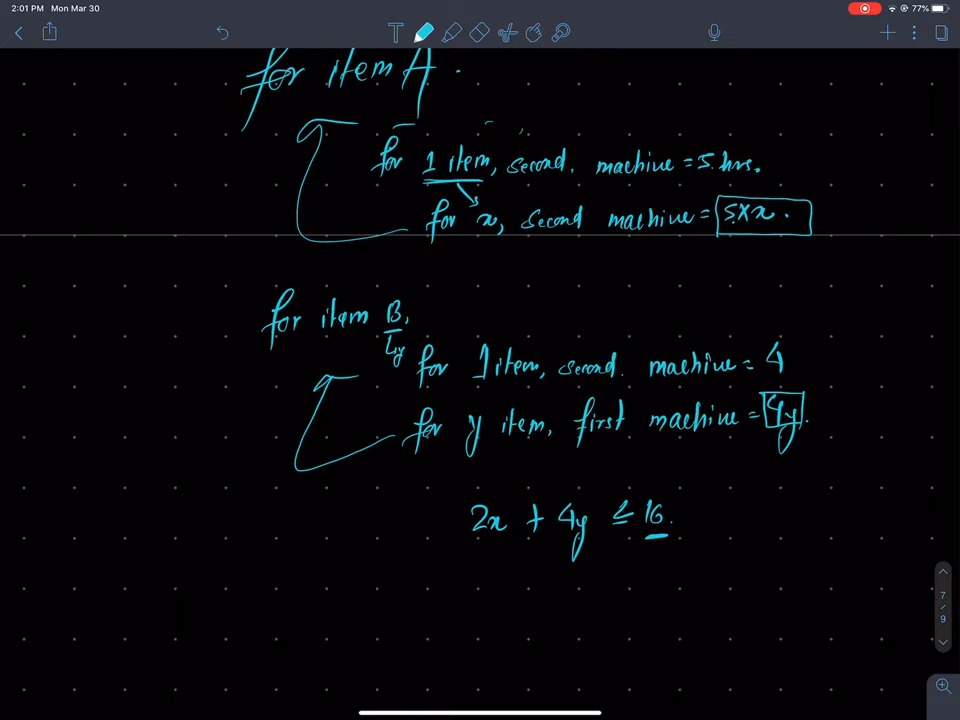 2:01 PM Mon Mar 30
77%
T
for item A.
for 1 item, second. machine = 5 hrs.
for x, second machine = 5×x.
for item B,
Ly
for 1 item, second. machine = 4
for y item, first machine = 4y.
2x + 4y ≤ 16.
7
/
9